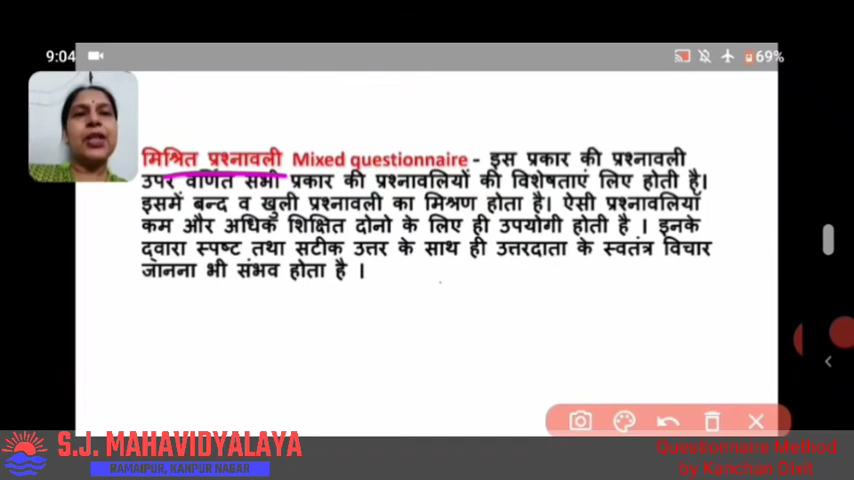 9:04
69%
मिश्रित प्रश्नावली Mixed questionnaire - इस प्रकार की प्रश्नावली
उपर वर्णित सभी प्रकार की प्रश्नावलियों की विशेषताएं लिए होती है।
इसमें बन्द व खुली प्रश्नावली का मिश्रण होता है। ऐसी प्रश्नावलियाँ
कम और अधिक शिक्षित दोनो के लिए ही उपयोगी होती है । इनके
द्वारा स्पष्ट तथा सटीक उत्तर के साथ ही उत्तरदाता के स्वतंत्र विचार
जानना भी संभव होता है ।
S.J. MAHAVIDYALAYA
RAMAIPUR, KANPUR NAGAR
Questionnaire Method
by Kanchan Dixit